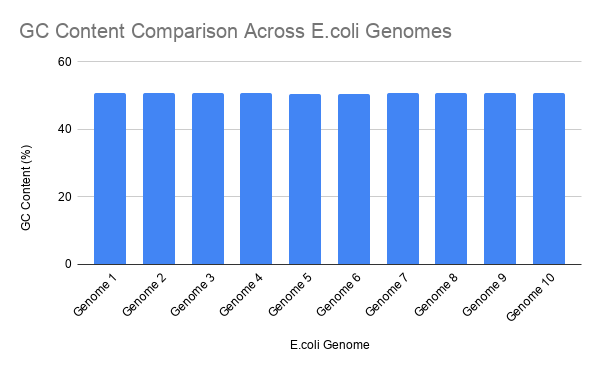 GC Content Comparison Across E.coli Genomes
GC Content (%)
60
40
20
0
Genome 1
Genome 2
Genome 3
Genome 4
Genome 5
Genome 6
Genome 7
Genome 8
Genome 9
Genome 10
E.coli Genome